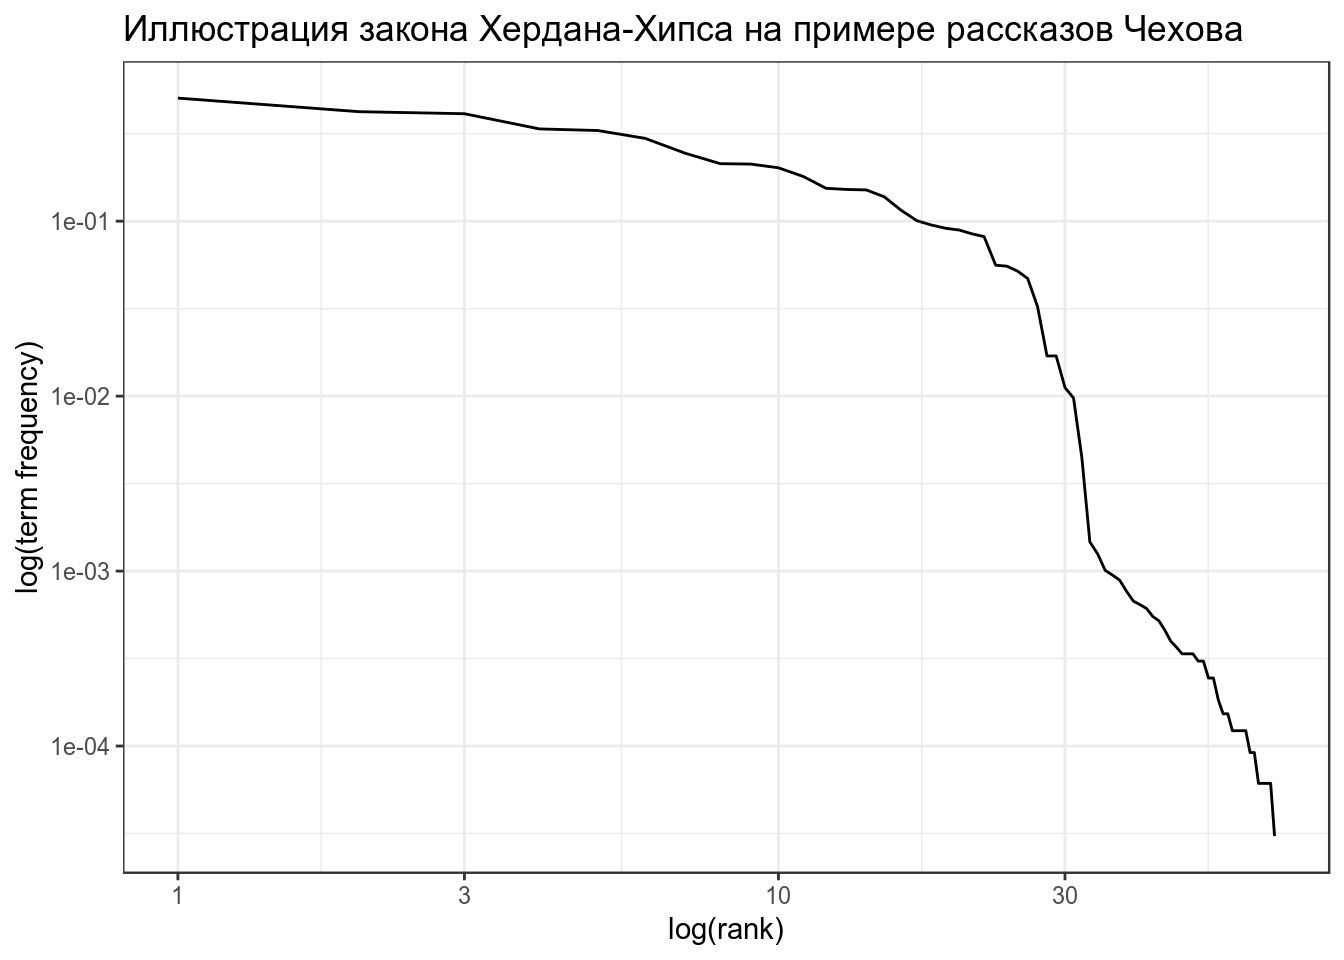 Иллюстрация закона Хердана-Хипса на примере рассказов Чехова
log(term frequency)
1e-01
1e-02
1e-03
1e-04
1 3 10 30
log(rank)